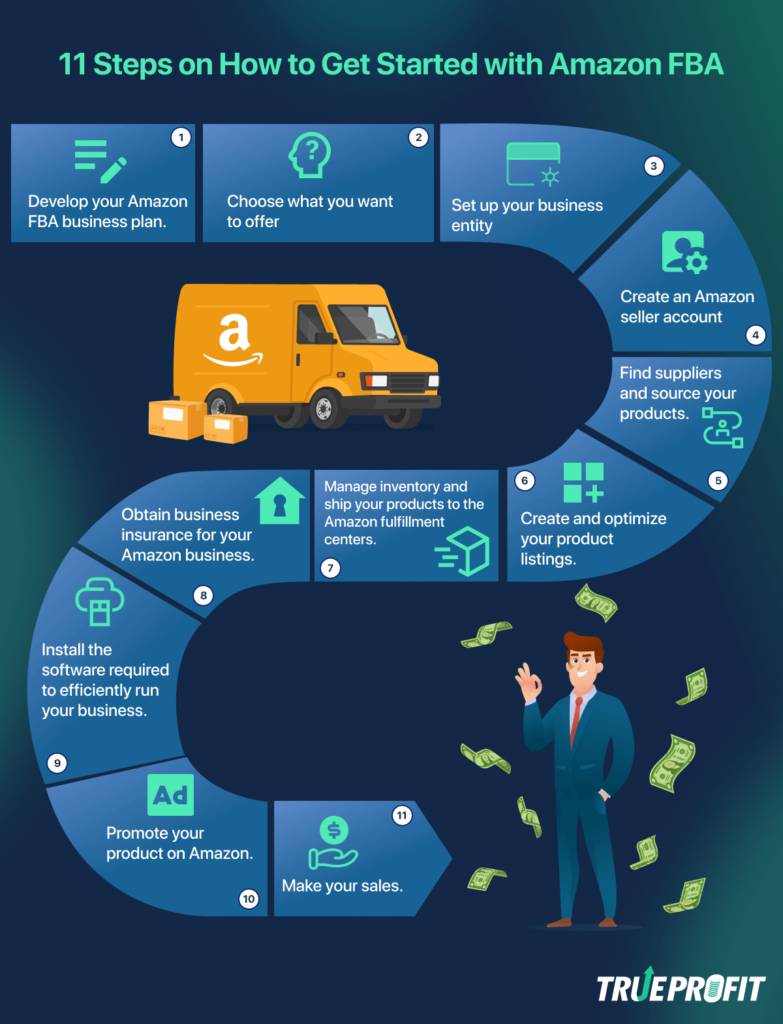 11 Steps on How to Get Started with Amazon FBA
1
Develop your Amazon
FBA business plan.
2
?
Choose what you want
to offer
3
Set up your business
entity
Create an Amazon
seller account
4
Find suppliers
and source your
products.
5
6
Create and optimize
your product
listings.
Manage inventory and
ship your products to the
Amazon fulfillment
centers.
7
Obtain business
insurance for your
Amazon business.
8
Install the
software required
to efficiently run
your business.
9
Ad
Promote your
product on Amazon.
10
11
$
Make your sales.
a
TRUEPROFIT